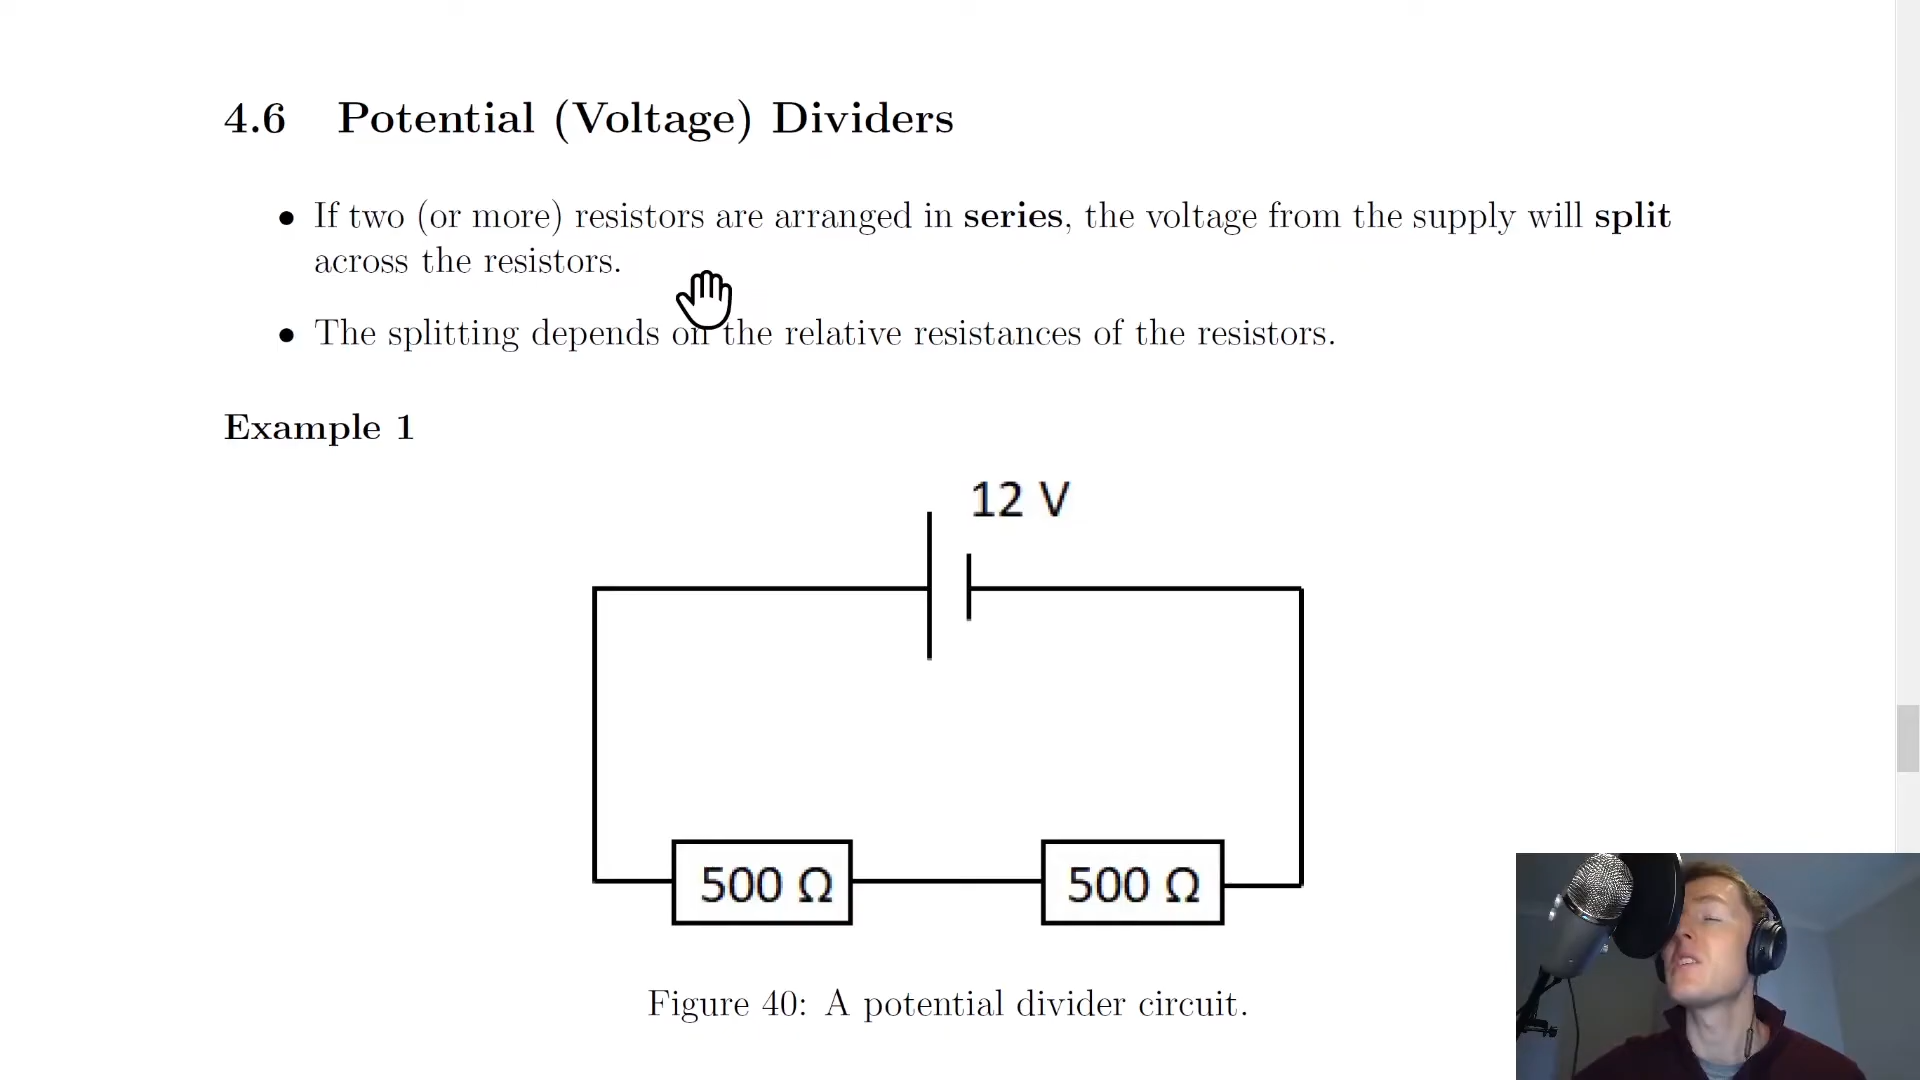 4.6 Potential (Voltage) Dividers
• If two (or more) resistors are arranged in series, the voltage from the supply will split
across the resistors.
• The splitting depends on the relative resistances of the resistors.
Example 1
12 V
500 Ω
500 Ω
Figure 40: A potential divider circuit.